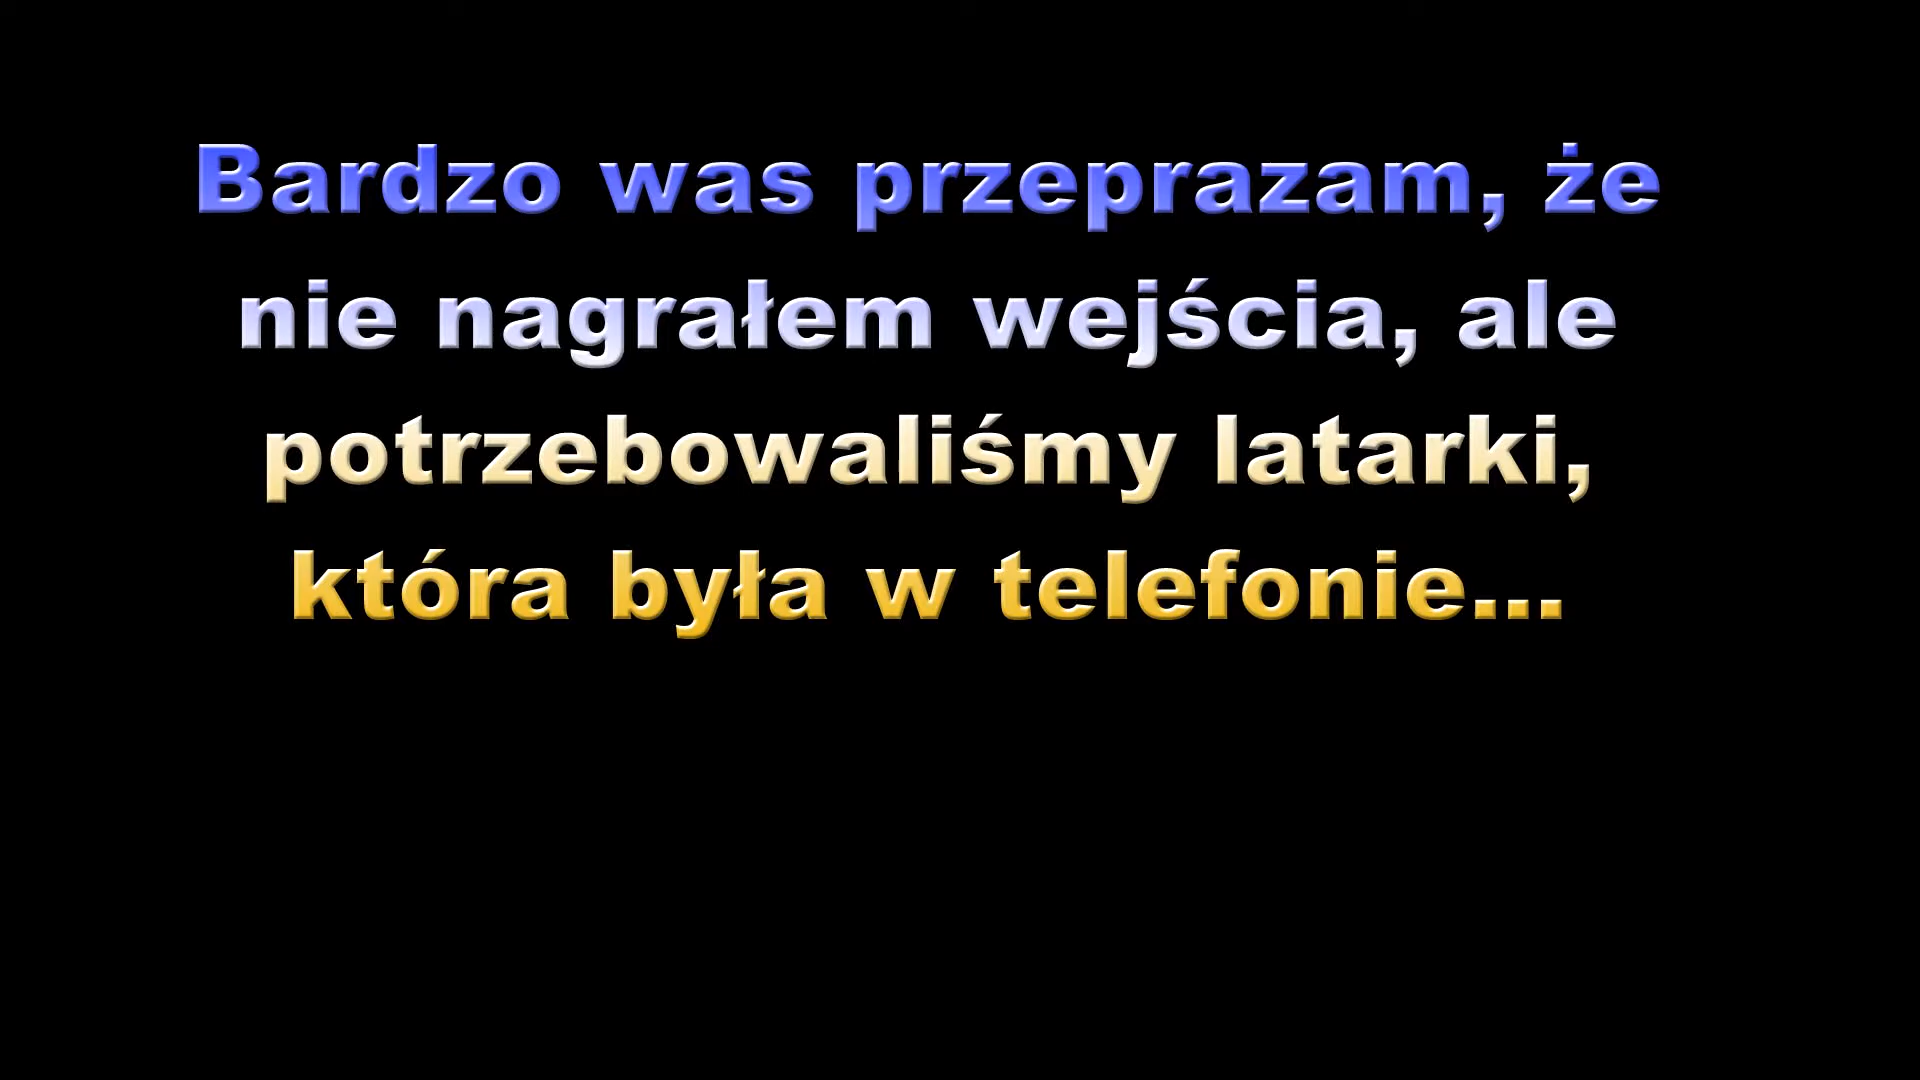 Bardzo was przeprazam, że
nie nagrałem wejścia, ale
potrzebowaliśmy latarki,
która była w telefonie...